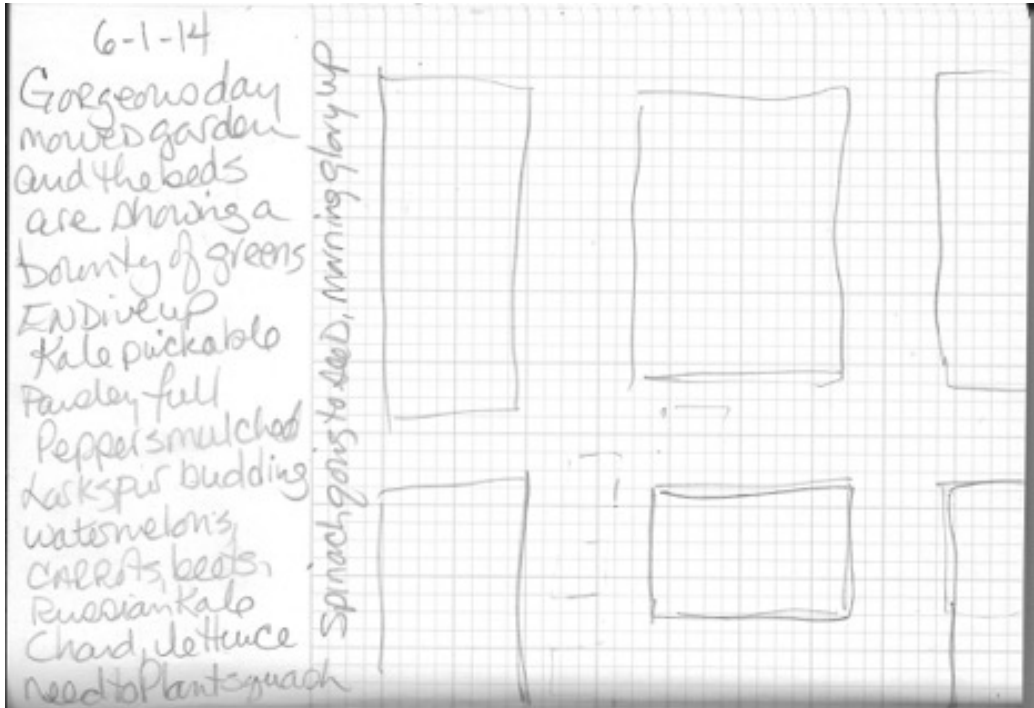 6-1-14
Gorgeous day
mowed garden
and the beds
are showing a
bounty of greens
ENDive up
Kale pickable
Parsley full
Peppers mulched
Larkspur budding
watermelons,
CARROTS, beets,
Russian Kale
Chard, lettuce
need to Plant squash
Spinach going to seeD, morning glory up